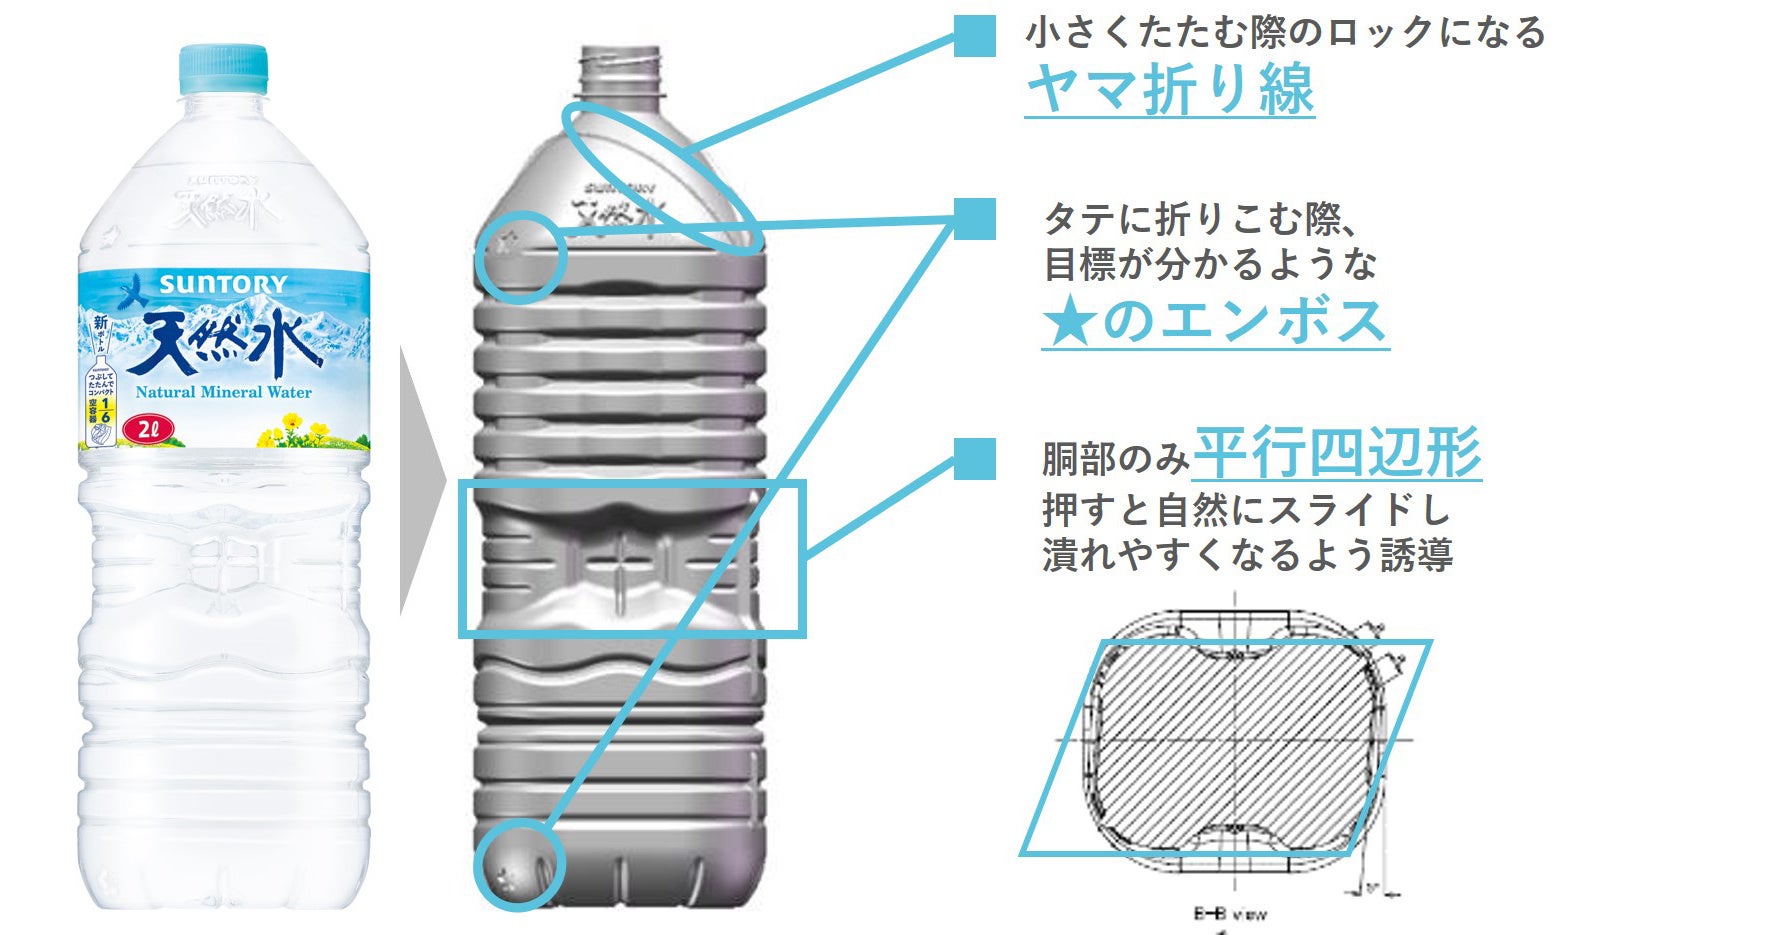 小さくたたむ際のロックになる
ヤマ折り線
SUNTORY
天然水
タテに折りこむ際、
目標が分かるような
★のエンボス
SUNTORY
天然水
Natural Mineral Water
2ℓ
新
ボトル
つぶして
たたんで
コンパクト
空容器
1/6
SUNTORY
天然水
胴部のみ平行四辺形
押すと自然にスライドし
潰れやすくなるよう誘導
B-B view